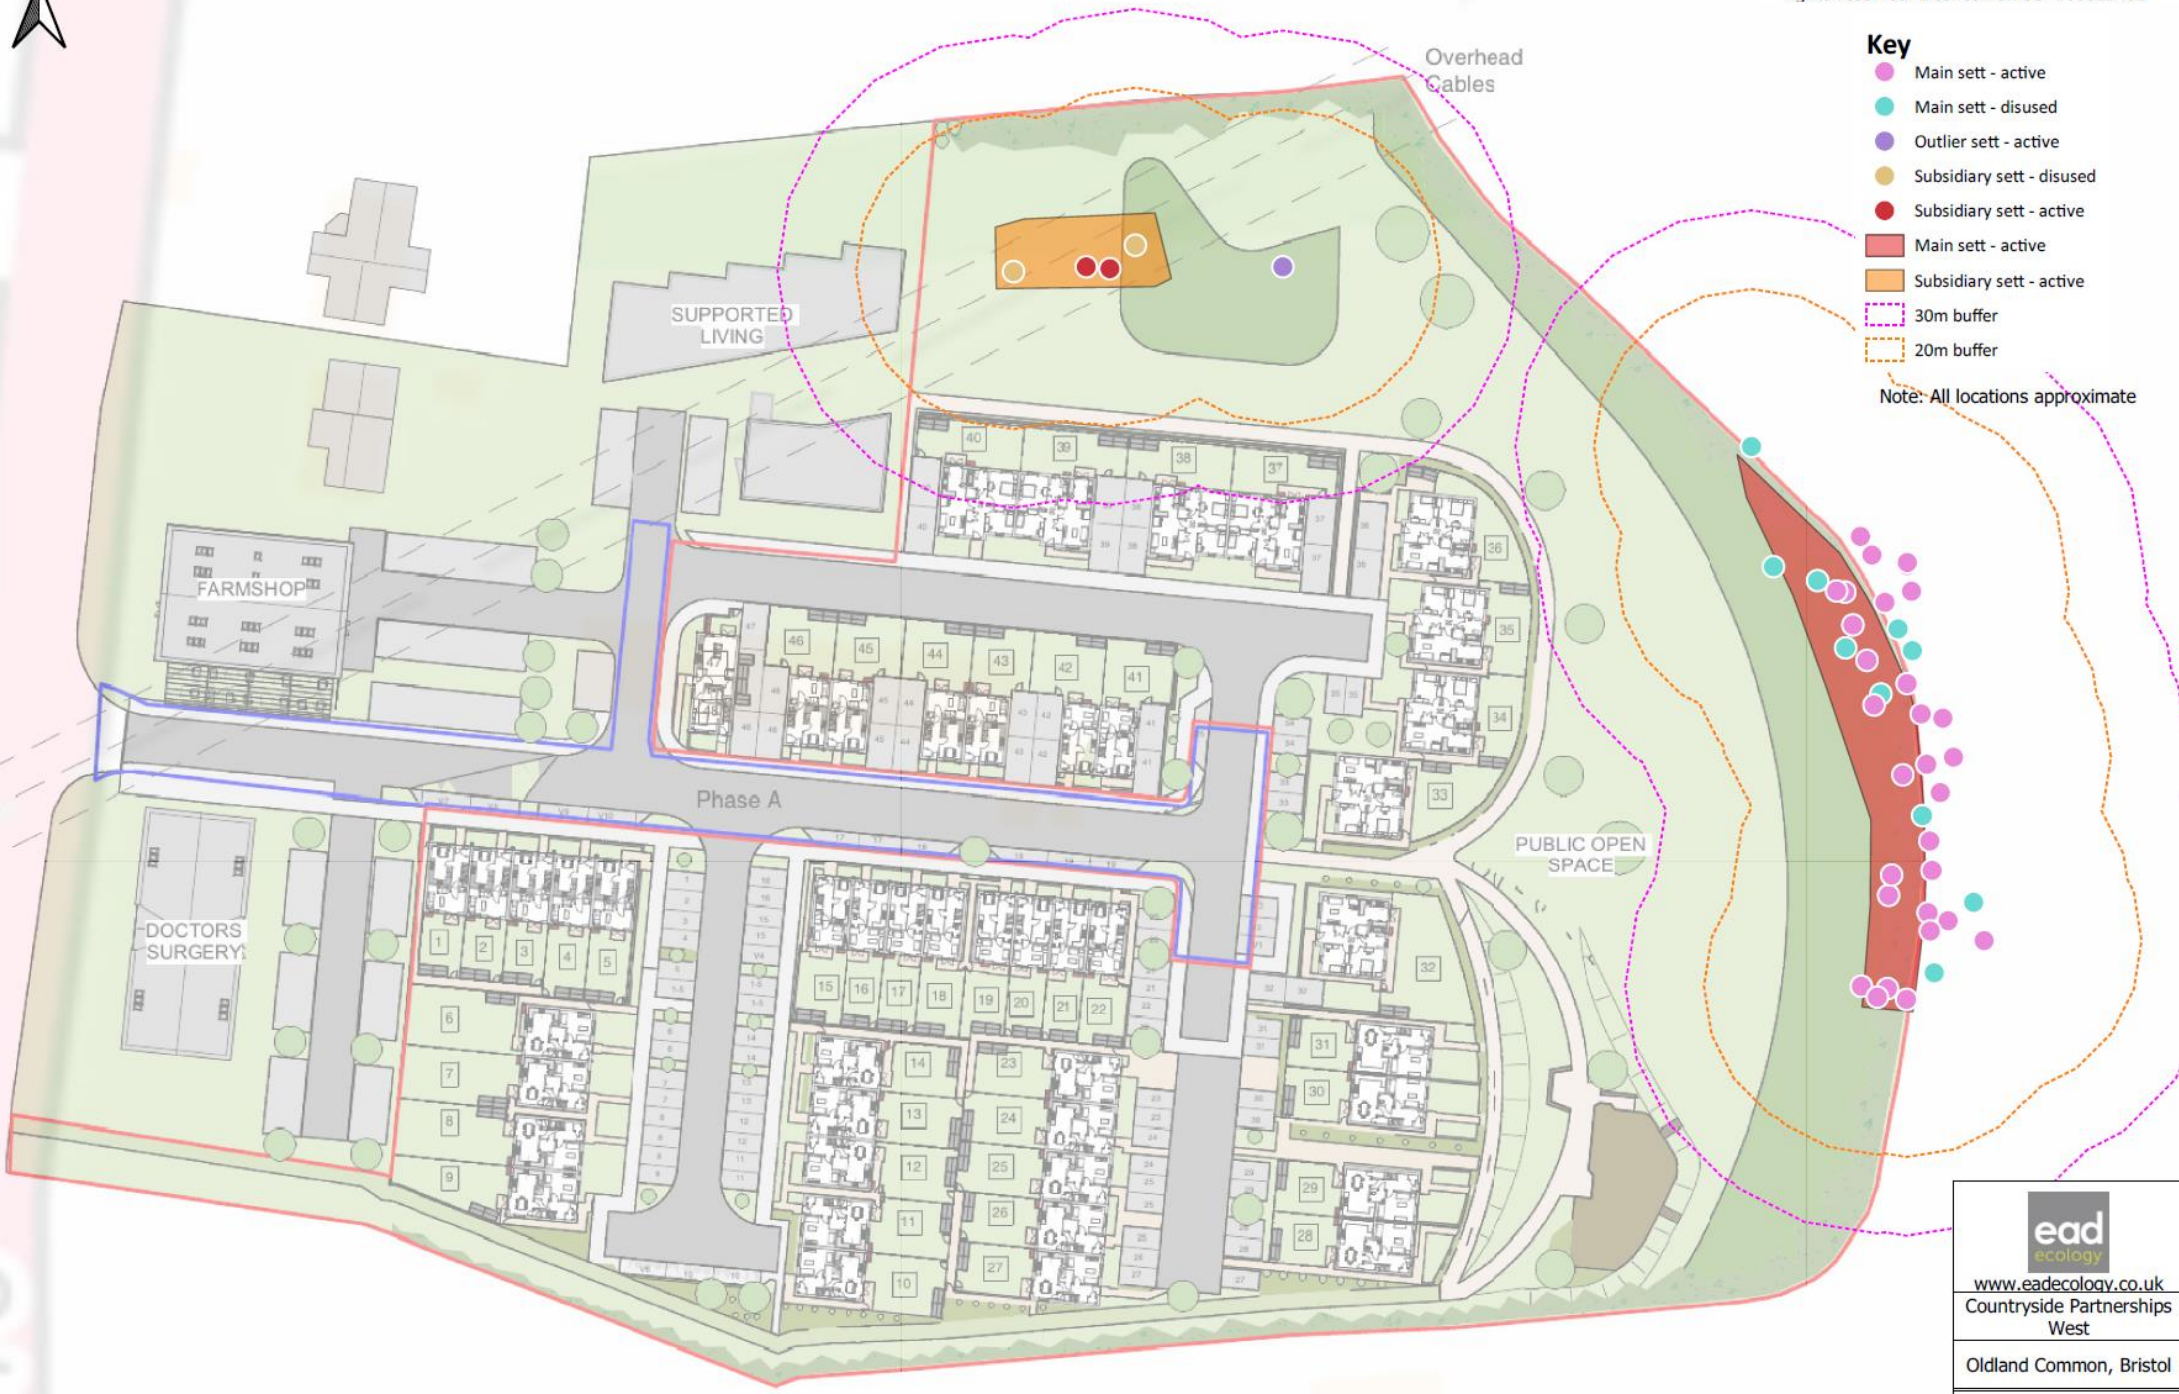 Overhead
Cables
Key
Main sett - active
Main sett - disused
Outlier sett - active
Subsidiary sett - disused
Subsidiary sett - active
Main sett - active
Subsidiary sett - active
30m buffer
20m buffer
Note: All locations approximate
SUPPORTED
LIVING
FARMSHOP
DOCTORS
SURGERY
Phase A
PUBLIC OPEN
SPACE
40
39
38
37
36
35
34
33
47
46
45
44
43
42
41
48
32
1
2
3
4
5
15
16
17
18
19
20
21
22
6
7
8
9
14
13
12
11
10
23
24
25
26
27
31
30
29
28
ead
ecology
www.eadecology.co.uk
Countryside Partnerships
West
Oldland Common, Bristol